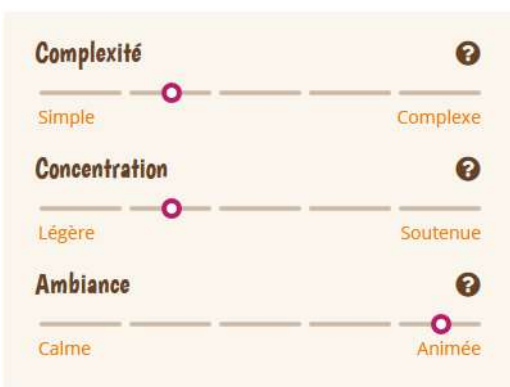 Complexité ?
Simple Complexe
Concentration ?
Légère Soutenue
Ambiance ?
Calme Animée